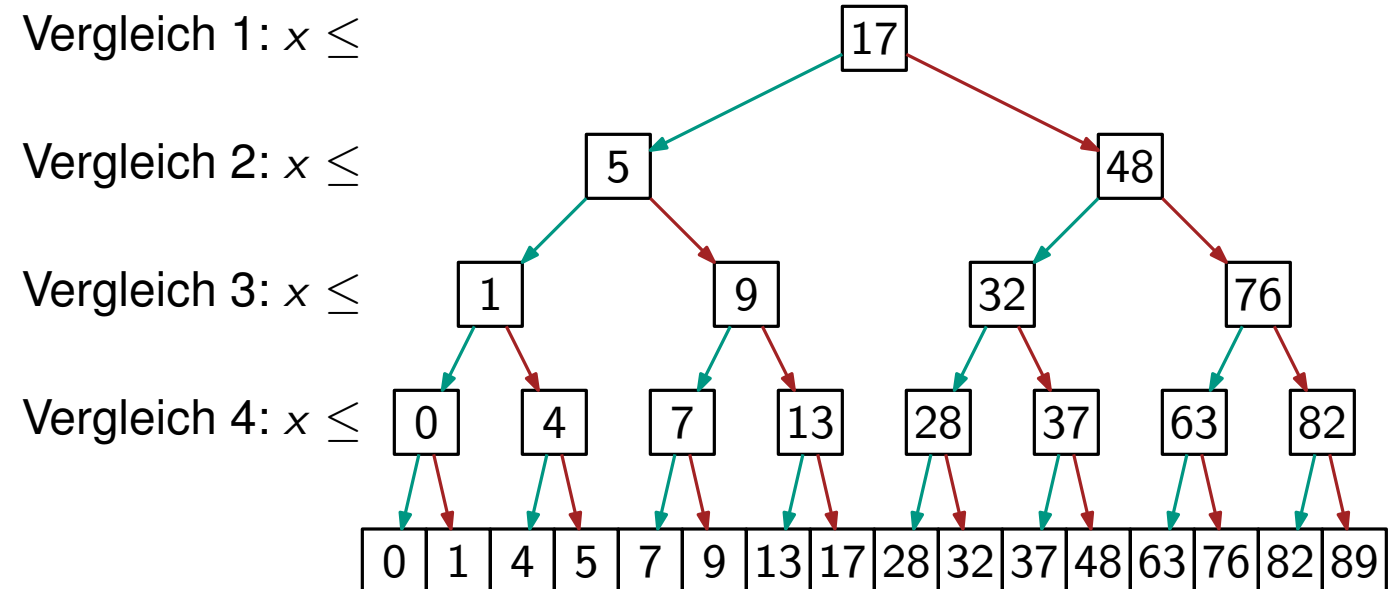 Vergleich 1: x ≤ 17
Vergleich 2: x ≤ 5 48
Vergleich 3: x ≤ 1 9 32 76
Vergleich 4: x ≤ 0 4 7 13 28 37 63 82
0 1 4 5 7 9 13 17 28 32 37 48 63 76 82 89